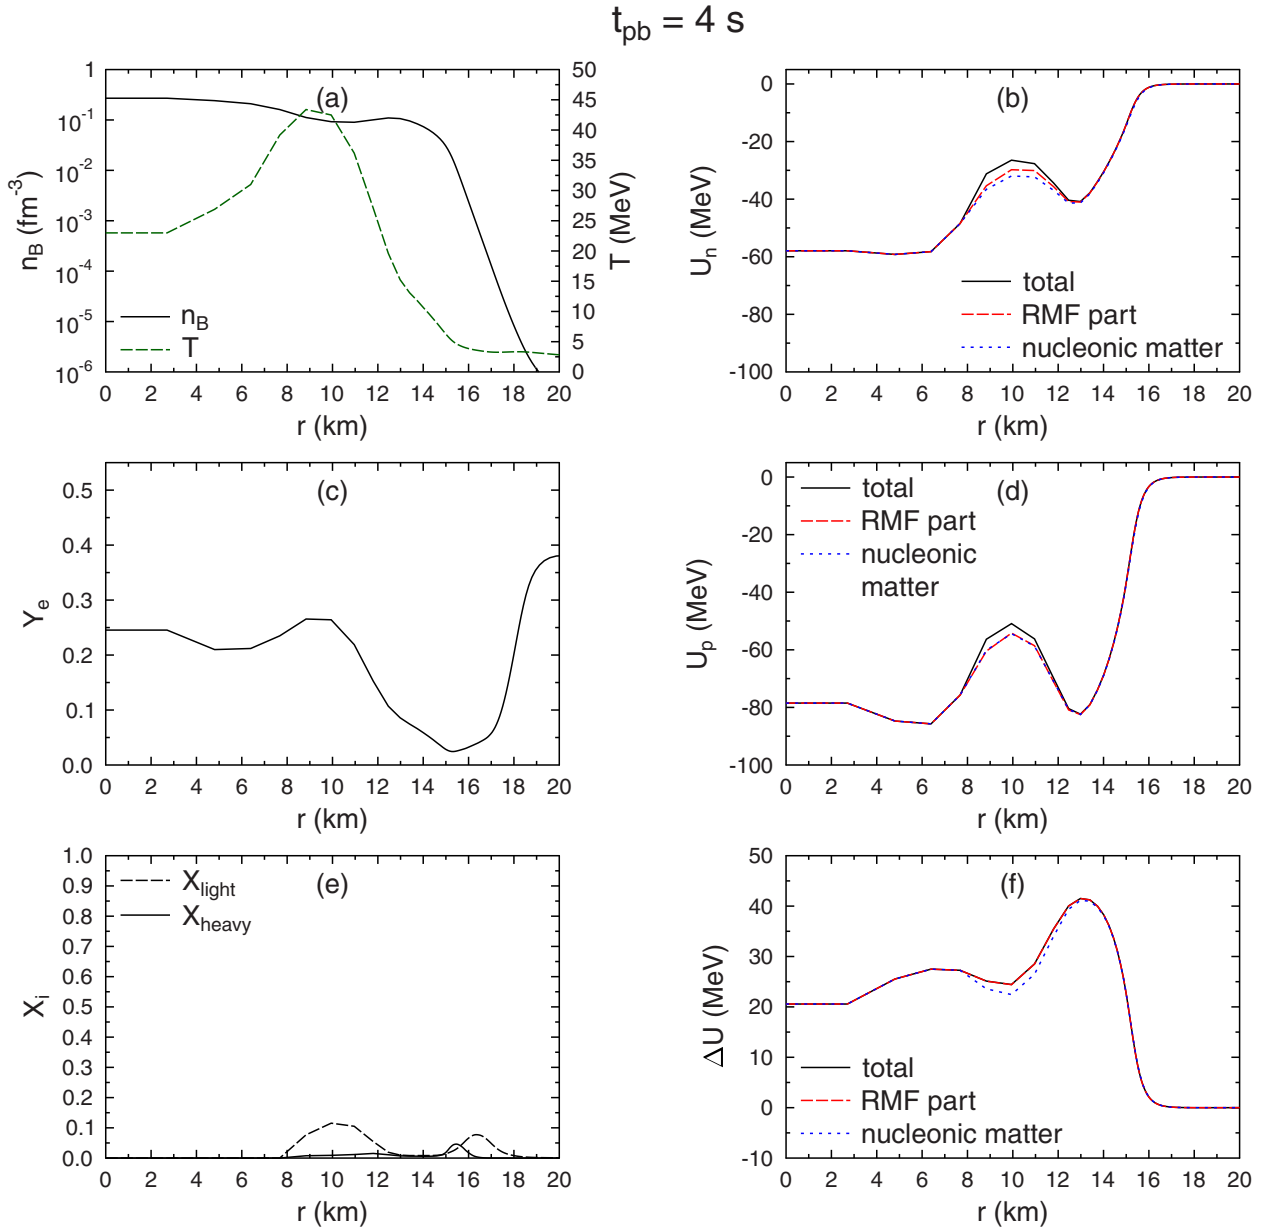 t_pb = 4 s
(a)
1
10^-1
10^-2
10^-3
10^-4
10^-5
10^-6
n_B (fm^-3)
50
45
40
35
30
25
20
15
10
5
0
T (MeV)
n_B
T
0 2 4 6 8 10 12 14 16 18 20
r (km)
(b)
0
-20
-40
-60
-80
-100
U_n (MeV)
total
RMF part
nucleonic matter
0 2 4 6 8 10 12 14 16 18 20
r (km)
(c)
0.5
0.4
0.3
0.2
0.1
0.0
Y_e
0 2 4 6 8 10 12 14 16 18 20
r (km)
(d)
0
-20
-40
-60
-80
-100
U_p (MeV)
total
RMF part
nucleonic
matter
0 2 4 6 8 10 12 14 16 18 20
r (km)
(e)
1.0
0.9
0.8
0.7
0.6
0.5
0.4
0.3
0.2
0.1
0.0
X_i
X_light
X_heavy
0 2 4 6 8 10 12 14 16 18 20
r (km)
(f)
50
40
30
20
10
0
-10
ΔU (MeV)
total
RMF part
nucleonic matter
0 2 4 6 8 10 12 14 16 18 20
r (km)